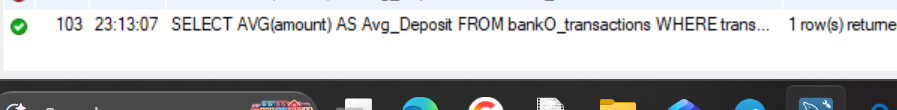 103 23:13:07 SELECT AVG(amount) AS Avg_Deposit FROM bankO_transactions WHERE trans... 1 row(s) returne